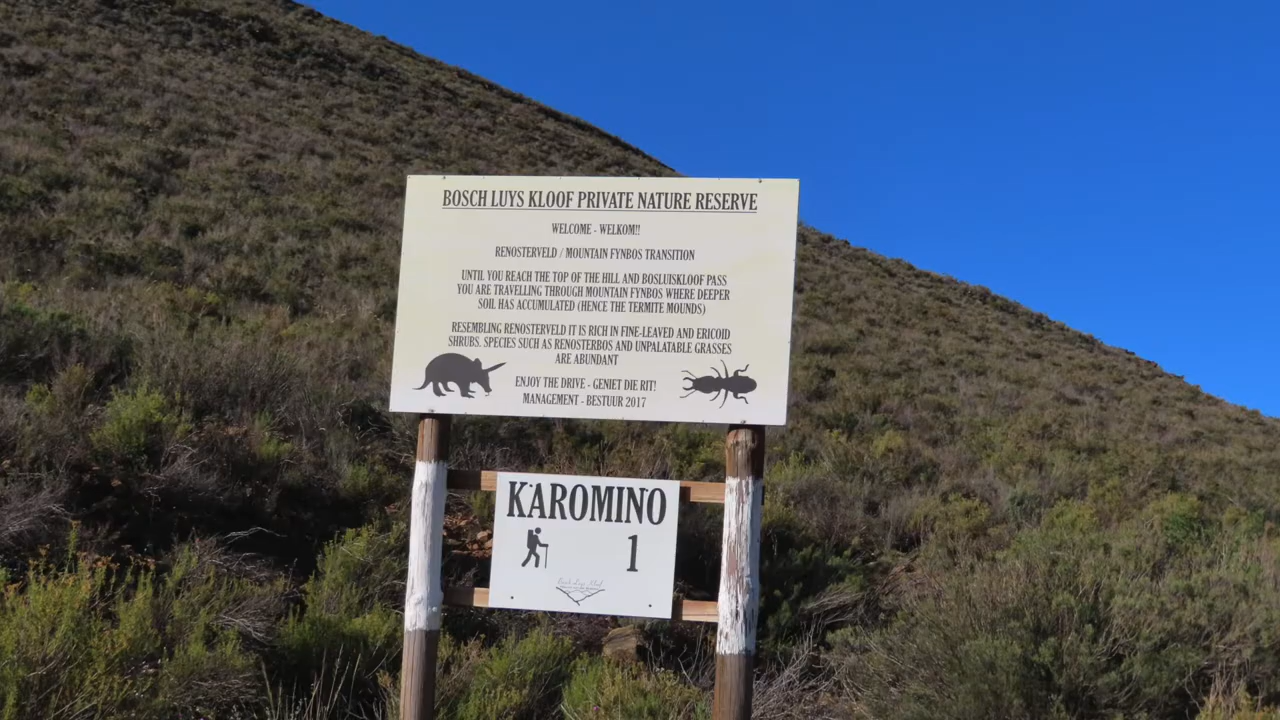 BOSCH LUYS KLOOF PRIVATE NATURE RESERVE
WELCOME - WELKOM!!
RENOSTERVELD / MOUNTAIN FYNBOS TRANSITION
UNTIL YOU REACH THE TOP OF THE HILL AND BOSLUISKLOOF PASS
YOU ARE TRAVELLING THROUGH MOUNTAIN FYNBOS WHERE DEEPER
SOIL HAS ACCUMULATED (HENCE THE TERMITE MOUNDS)
RESEMBLING RENOSTERVELD IT IS RICH IN FINE-LEAVED AND ERICOID
SHRUBS. SPECIES SUCH AS RENOSTERBOS AND UNPALATABLE GRASSES
ARE ABUNDANT
ENJOY THE DRIVE - GENIET DIE RIT!
MANAGEMENT - BESTUUR 2017
KAROMINO
1
Bosch Luys Kloof